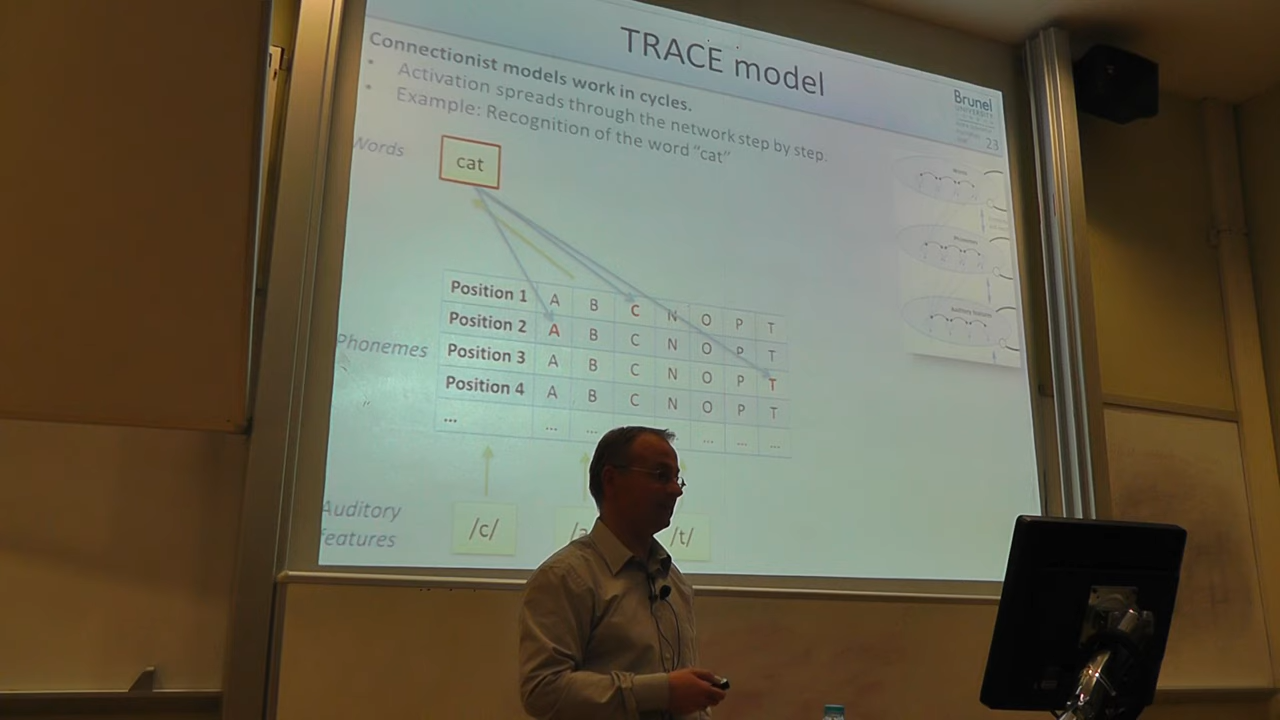 TRACE model
Brunel
UNIVERSITY
23
Connectionist models work in cycles.
• Activation spreads through the network step by step.
• Example: Recognition of the word "cat"
Words
cat
Position 1 A B C N O P T
Position 2 A B C N O P T
Position 3 A B C N O P T
Position 4 A B C N O P T
... ... ... ... ... ...
Phonemes
Auditory
features
/c/ /a /t/